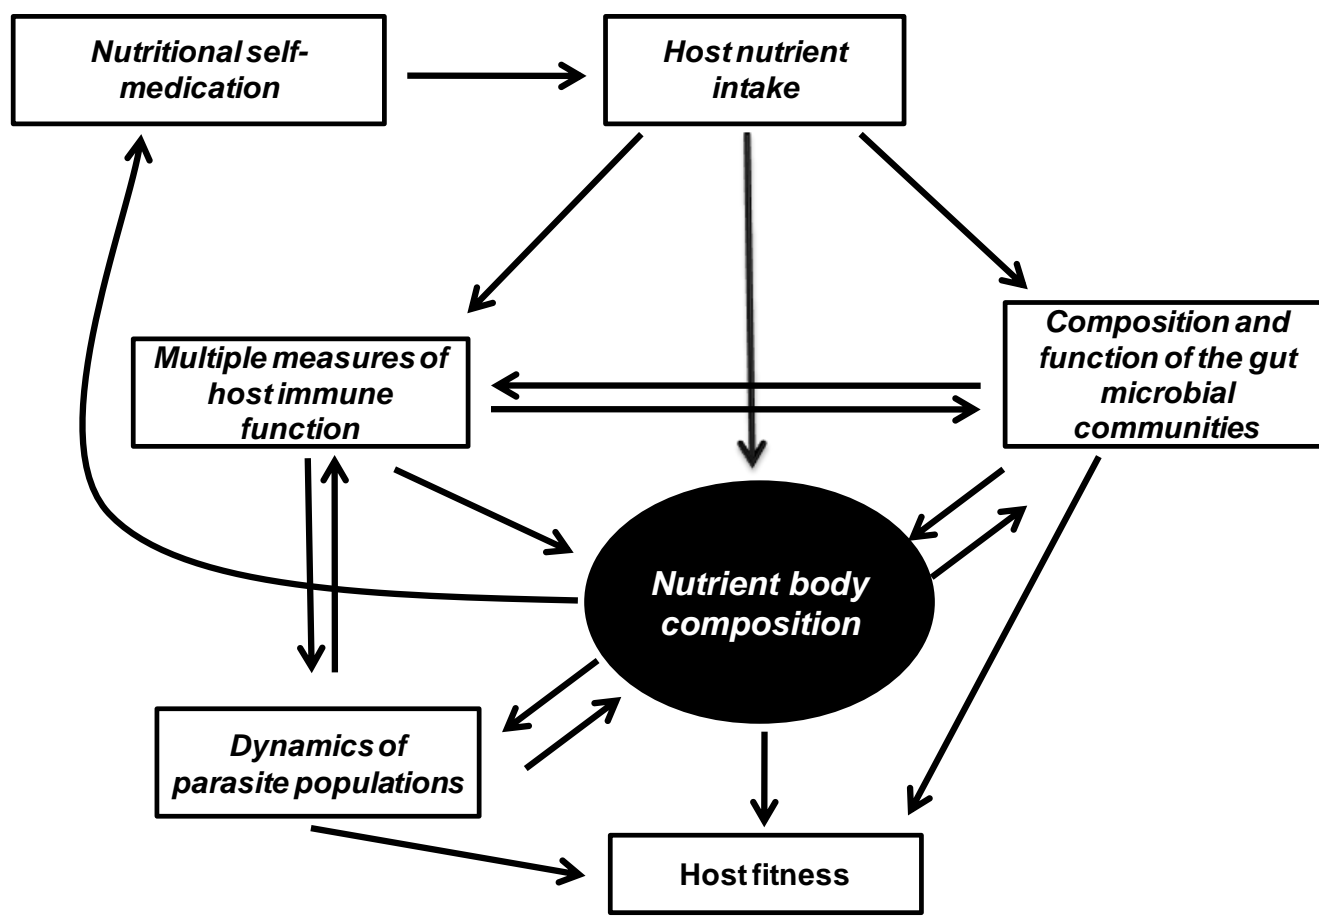 Nutritional self-
medication
Host nutrient
intake
Multiple measures of
host immune
function
Composition and
function of the gut
microbial
communities
Nutrient body
composition
Dynamics of
parasite populations
Host fitness